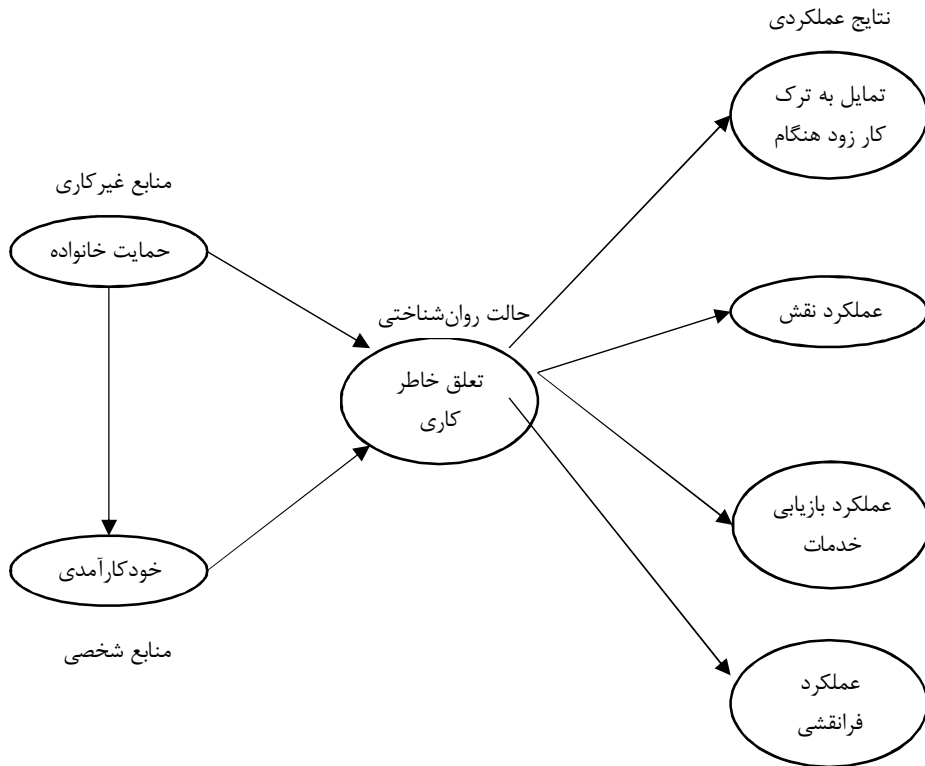 نتایج عملکردی
تمایل به ترک
کار زود هنگام
منابع غیرکاری
حمایت خانواده
عملکرد نقش
حالت روان‌شناختی
تعلق خاطر
کاری
عملکرد بازیابی
خدمات
خودکارآمدی
منابع شخصی
عملکرد
فرانقشی